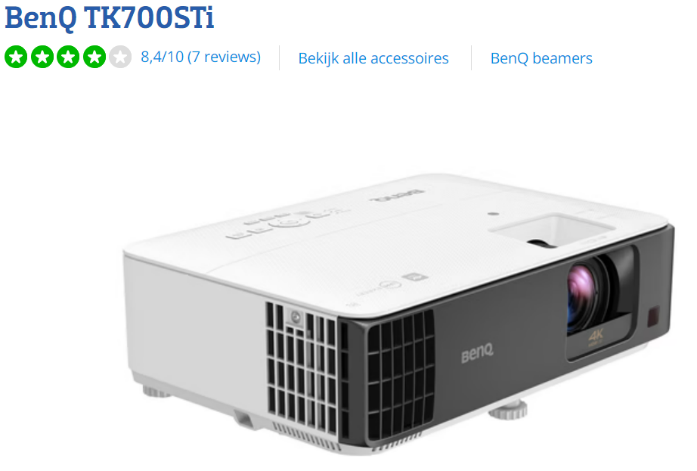 BenQ TK700STi
8,4/10 (7 reviews) Bekijk alle accessoires BenQ beamers
BenQ
BenQ
4K